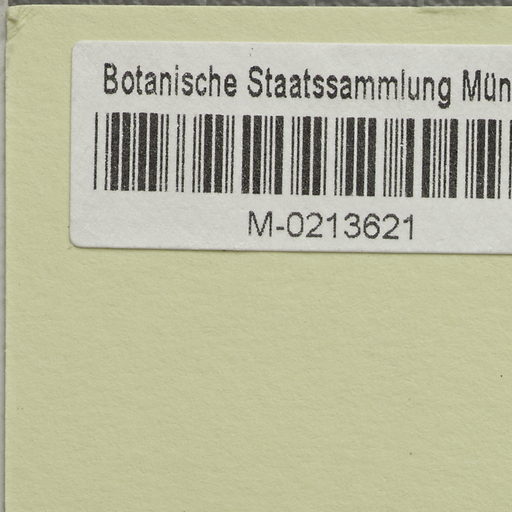 Botanische Staatssammlung Mün
M-0213621